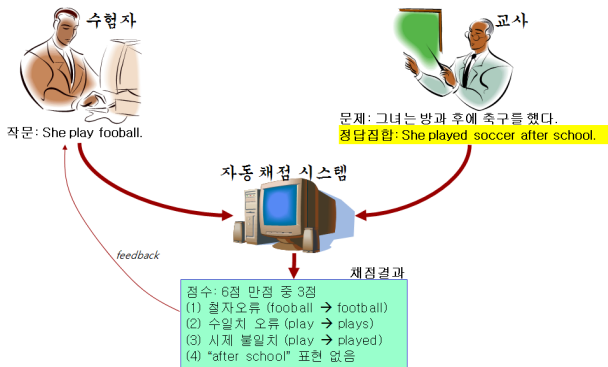 수험자
교사
작문: She play fooball.
문제: 그녀는 방과 후에 축구를 했다.
정답집합: She played soccer after school.
자동 채점 시스템
feedback
채점결과
점수: 6점 만점 중 3점
(1) 철자오류 (fooball → football)
(2) 수일치 오류 (play → plays)
(3) 시제 불일치 (play → played)
(4) “after school” 표현 없음